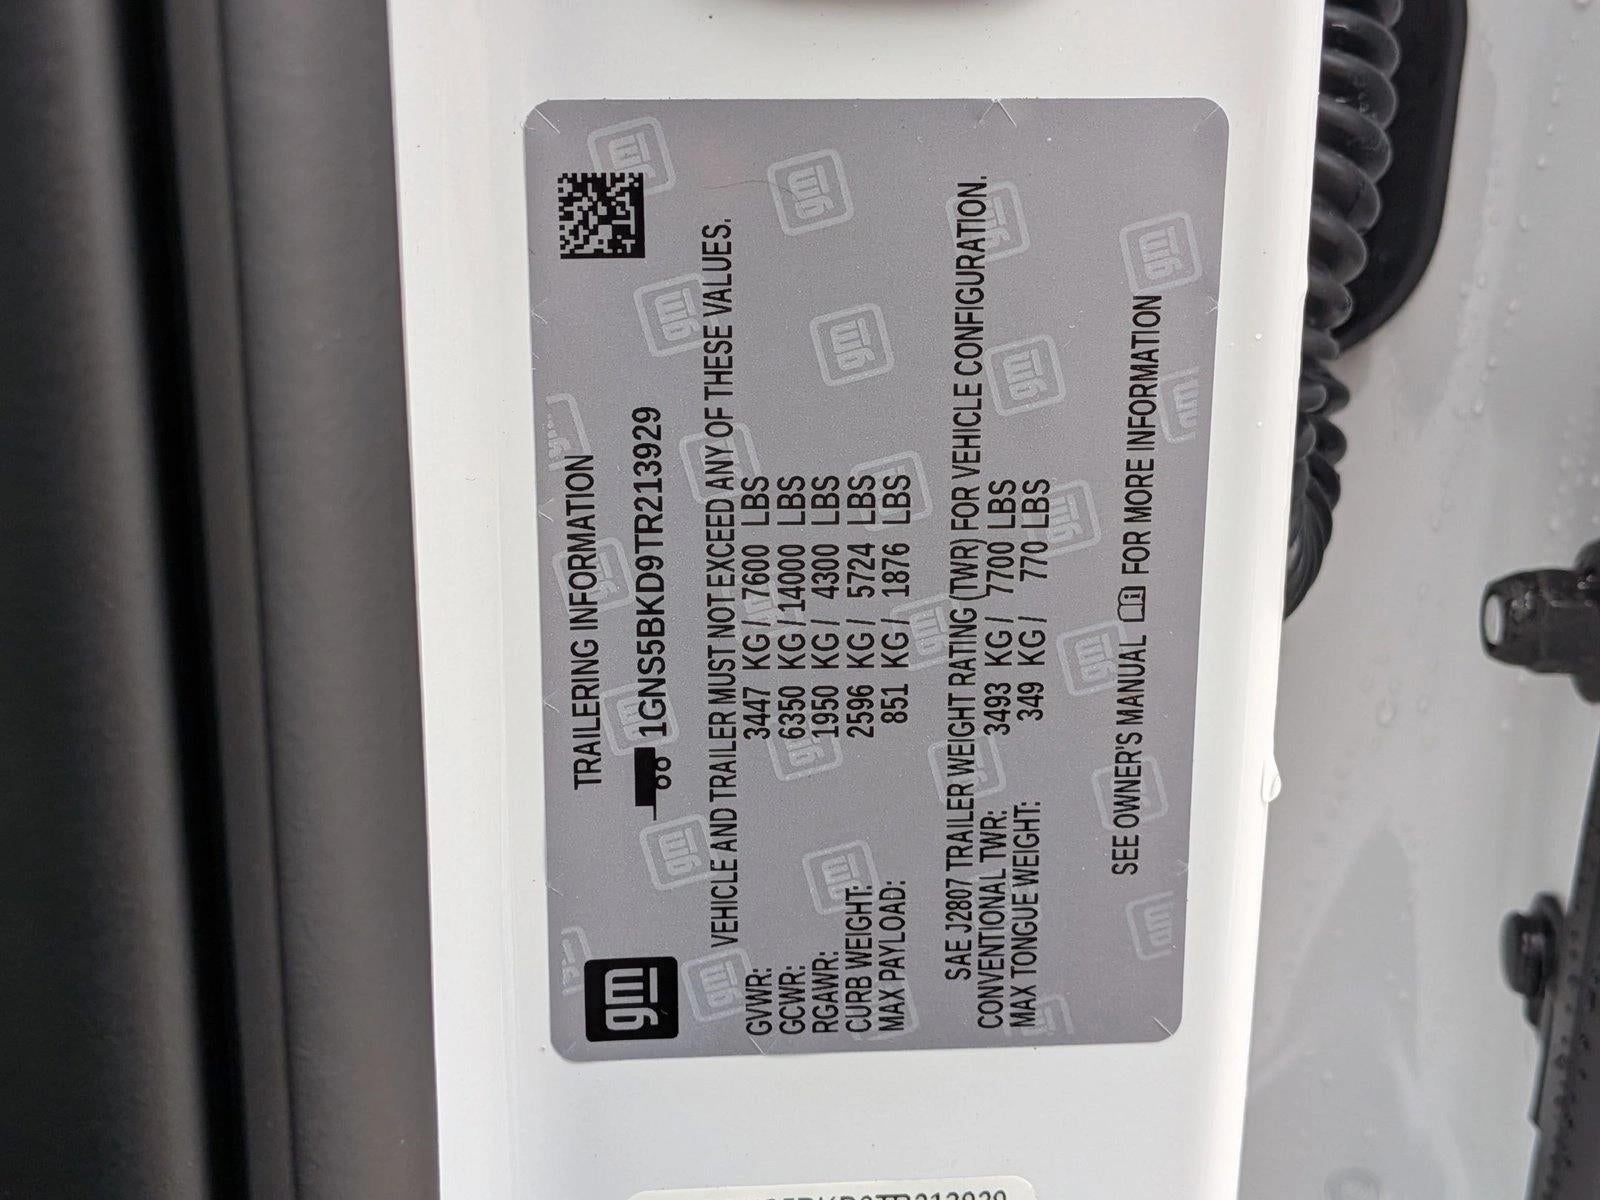 gm
TRAILERING INFORMATION
1GNS5BKD9TR213929
VEHICLE AND TRAILER MUST NOT EXCEED ANY OF THESE VALUES.
GVWR: 3447 KG / 7600 LBS
GCWR: 6350 KG / 14000 LBS
RGAWR: 1950 KG / 4300 LBS
CURB WEIGHT: 2596 KG / 5724 LBS
MAX PAYLOAD: 851 KG / 1876 LBS
SAE J2807 TRAILER WEIGHT RATING (TWR) FOR VEHICLE CONFIGURATION.
CONVENTIONAL TWR: 3493 KG / 7700 LBS
MAX TONGUE WEIGHT: 349 KG / 770 LBS
SEE OWNER'S MANUAL FOR MORE INFORMATION